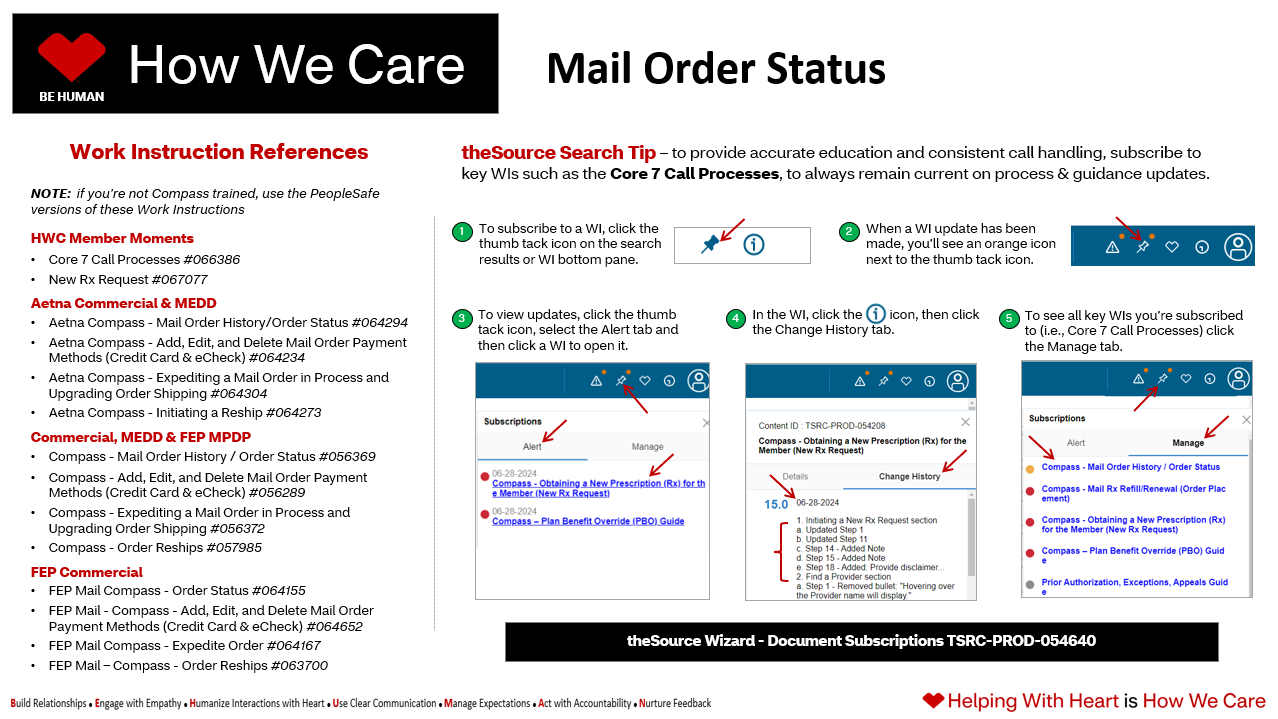 How We Care
BE HUMAN
Mail Order Status
Work Instruction References
NOTE: if you're not Compass trained, use the PeopleSafe
versions of these Work Instructions
HWC Member Moments
• Core 7 Call Processes #066386
• New Rx Request #067077
Aetna Commercial & MEDD
• Aetna Compass - Mail Order History/Order Status #064294
• Aetna Compass - Add, Edit, and Delete Mail Order Payment
Methods (Credit Card & eCheck) #064234
• Aetna Compass - Expediting a Mail Order in Process and
Upgrading Order Shipping #064304
• Aetna Compass - Initiating a Reship #064273
Commercial, MEDD & FEP MPDP
• Compass - Mail Order History / Order Status #056369
• Compass - Add, Edit, and Delete Mail Order Payment
Methods (Credit Card & eCheck) #056289
• Compass - Expediting a Mail Order in Process and
Upgrading Order Shipping #056372
• Compass - Order Reships #057985
FEP Commercial
• FEP Mail Compass - Order Status #064155
• FEP Mail - Compass - Add, Edit, and Delete Mail Order
Payment Methods (Credit Card & eCheck) #064652
• FEP Mail Compass - Expedite Order #064167
• FEP Mail – Compass - Order Reships #063700
theSource Search Tip – to provide accurate education and consistent call handling, subscribe to
key WIs such as the Core 7 Call Processes, to always remain current on process & guidance updates.
1 To subscribe to a WI, click the
thumb tack icon on the search
results or WI bottom pane.
2 When a WI update has been
made, you'll see an orange icon
next to the thumb tack icon.
3 To view updates, click the thumb
tack icon, select the Alert tab and
then click a WI to open it.
Subscriptions
Alert Manage
06-28-2024
Compass - Obtaining a New Prescription (Rx) for th
e Member (New Rx Request)
06-28-2024
Compass – Plan Benefit Override (PBO) Guide
4 In the WI, click the icon, then click
the Change History tab.
Content ID : TSRC-PROD-054208
Compass - Obtaining a New Prescription (Rx) for the
Member (New Rx Request)
Details Change History
15.0 06-28-2024
1. Initiating a New Rx Request section
a. Updated Step 1
b. Updated Step 11
c. Step 14 - Added Note
d. Step 15 - Added Note
e. Step 18 - Added: Provide disclaimer...
2. Find a Provider section
a. Step 1 - Removed bullet: "Hovering over
the Provider name will display."
5 To see all key WIs you're subscribed
to (i.e., Core 7 Call Processes) click
the Manage tab.
Subscriptions
Alert Manage
Compass - Mail Order History / Order Status
Compass - Mail Rx Refill/Renewal (Order Plac
ement)
Compass - Obtaining a New Prescription (Rx)
for the Member (New Rx Request)
Compass – Plan Benefit Override (PBO) Guid
e
Prior Authorization, Exceptions, Appeals Guid
e
theSource Wizard - Document Subscriptions TSRC-PROD-054640
Build Relationships • Engage with Empathy • Humanize Interactions with Heart • Use Clear Communication • Manage Expectations • Act with Accountability • Nurture Feedback
Helping With Heart is How We Care